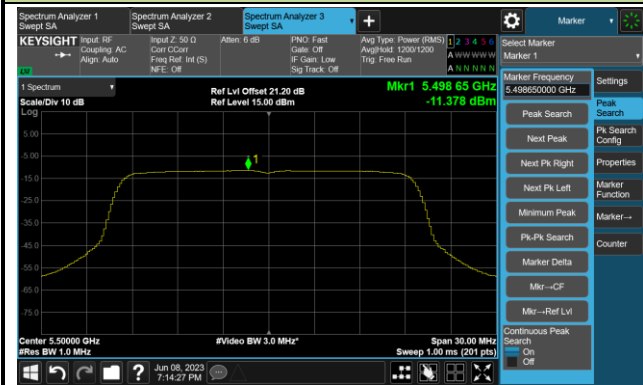 Spectrum Analyzer 1
Swept SA
Spectrum Analyzer 2
Swept SA
Spectrum Analyzer 3
Swept SA
Marker
KEYSIGHT
Input: RF
Coupling: AC
Align: Auto
Input Z: 50 Ω
Corr CCorr
Freq Ref: Int (S)
NFE: Off
Atten: 6 dB
PNO: Fast
Gate: Off
IF Gain: Low
Sig Track: Off
Avg Type: Power (RMS)
Avg|Hold: 1200/1200
Trig: Free Run
1 2 3 4 5 6
A W W W W W
A N N N N N
Select Marker
Marker 1
1 Spectrum
Scale/Div 10 dB
Ref Lvl Offset 21.20 dB
Ref Level 15.00 dBm
Mkr1 5.498 65 GHz
-11.378 dBm
Log
5.00
-5.00
-15.0
-25.0
-35.0
-45.0
-55.0
-65.0
-75.0
1
Center 5.50000 GHz
#Res BW 1.0 MHz
#Video BW 3.0 MHz*
Span 30.00 MHz
Sweep 1.00 ms (201 pts)
Marker Frequency
5.498650000 GHz
Peak Search
Next Peak
Next Pk Right
Next Pk Left
Minimum Peak
Pk-Pk Search
Marker Delta
Mkr→CF
Mkr→Ref Lvl
Continuous Peak
Search
On
Off
Settings
Peak
Search
Pk Search
Config
Properties
Marker
Function
Marker→
Counter
Jun 08, 2023
7:14:27 PM